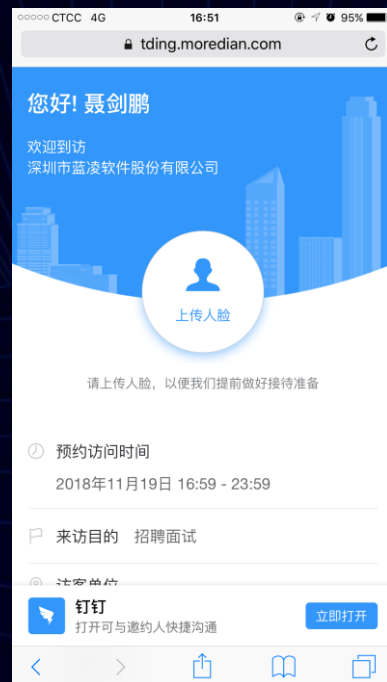 CTCC 4G 16:51 95%
tding.moredian.com
您好! 聂剑鹏
欢迎到访
深圳市蓝凌软件股份有限公司
上传人脸
请上传人脸，以便我们提前做好接待准备
预约访问时间
2018年11月19日 16:59 - 23:59
来访目的 招聘面试
访客单位
钉钉
打开可与邀约人快捷沟通
立即打开